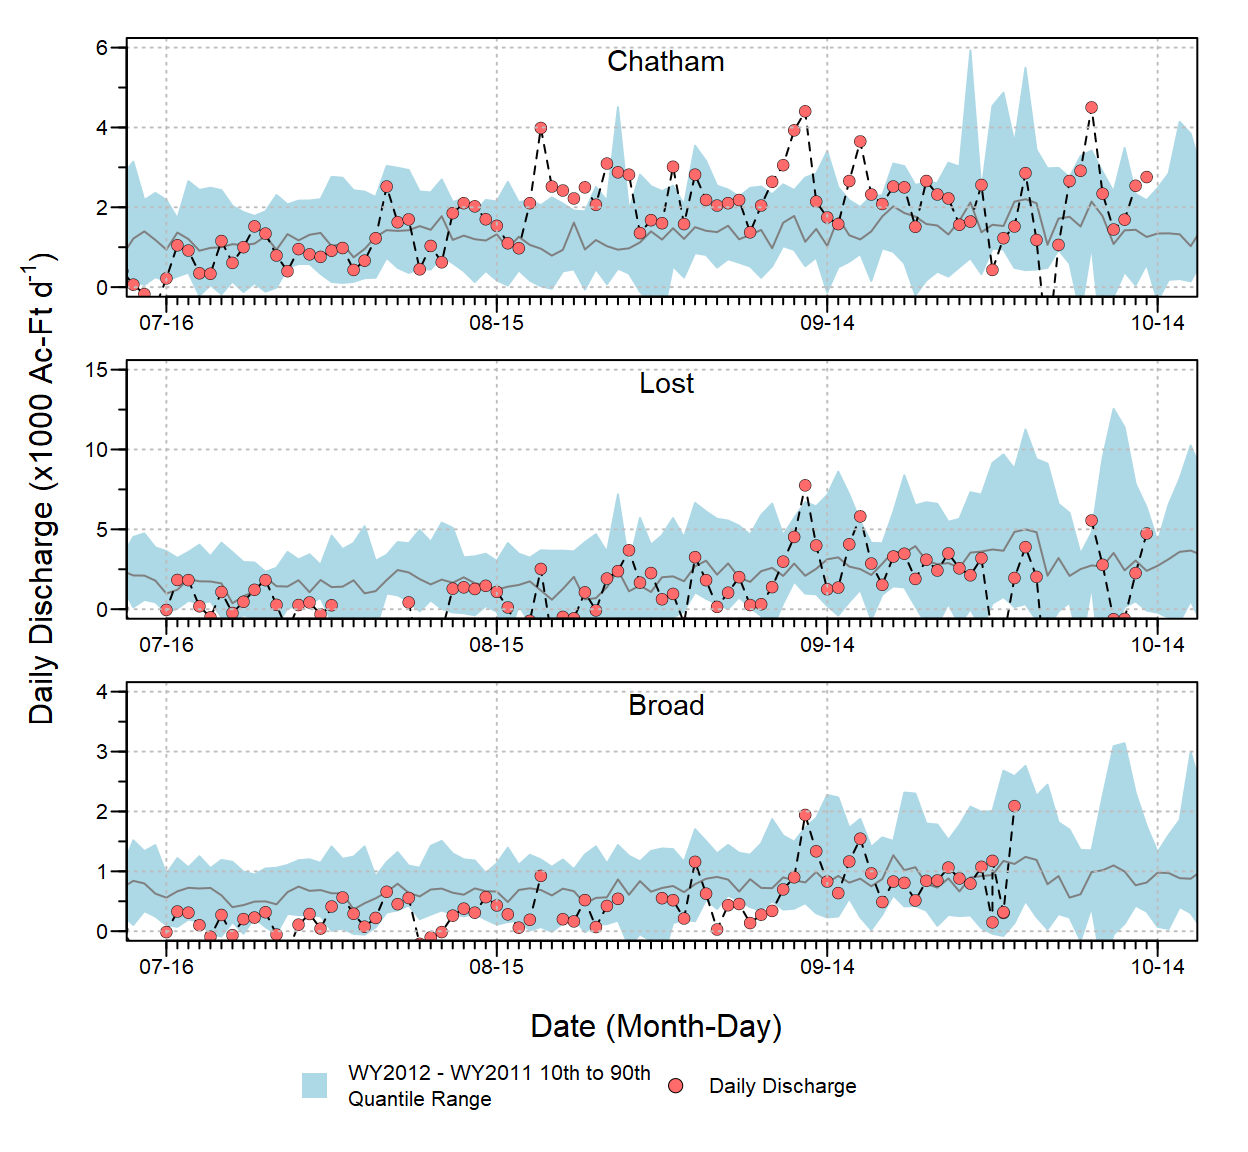 Chatham
6
4
2
0
07-16 08-15 09-14 10-14
Lost
15
10
5
0
07-16 08-15 09-14 10-14
Broad
4
3
2
1
0
07-16 08-15 09-14 10-14
Daily Discharge (x1000 Ac-Ft d⁻¹)
Date (Month-Day)
WY2012 - WY2011 10th to 90th
Quantile Range
Daily Discharge